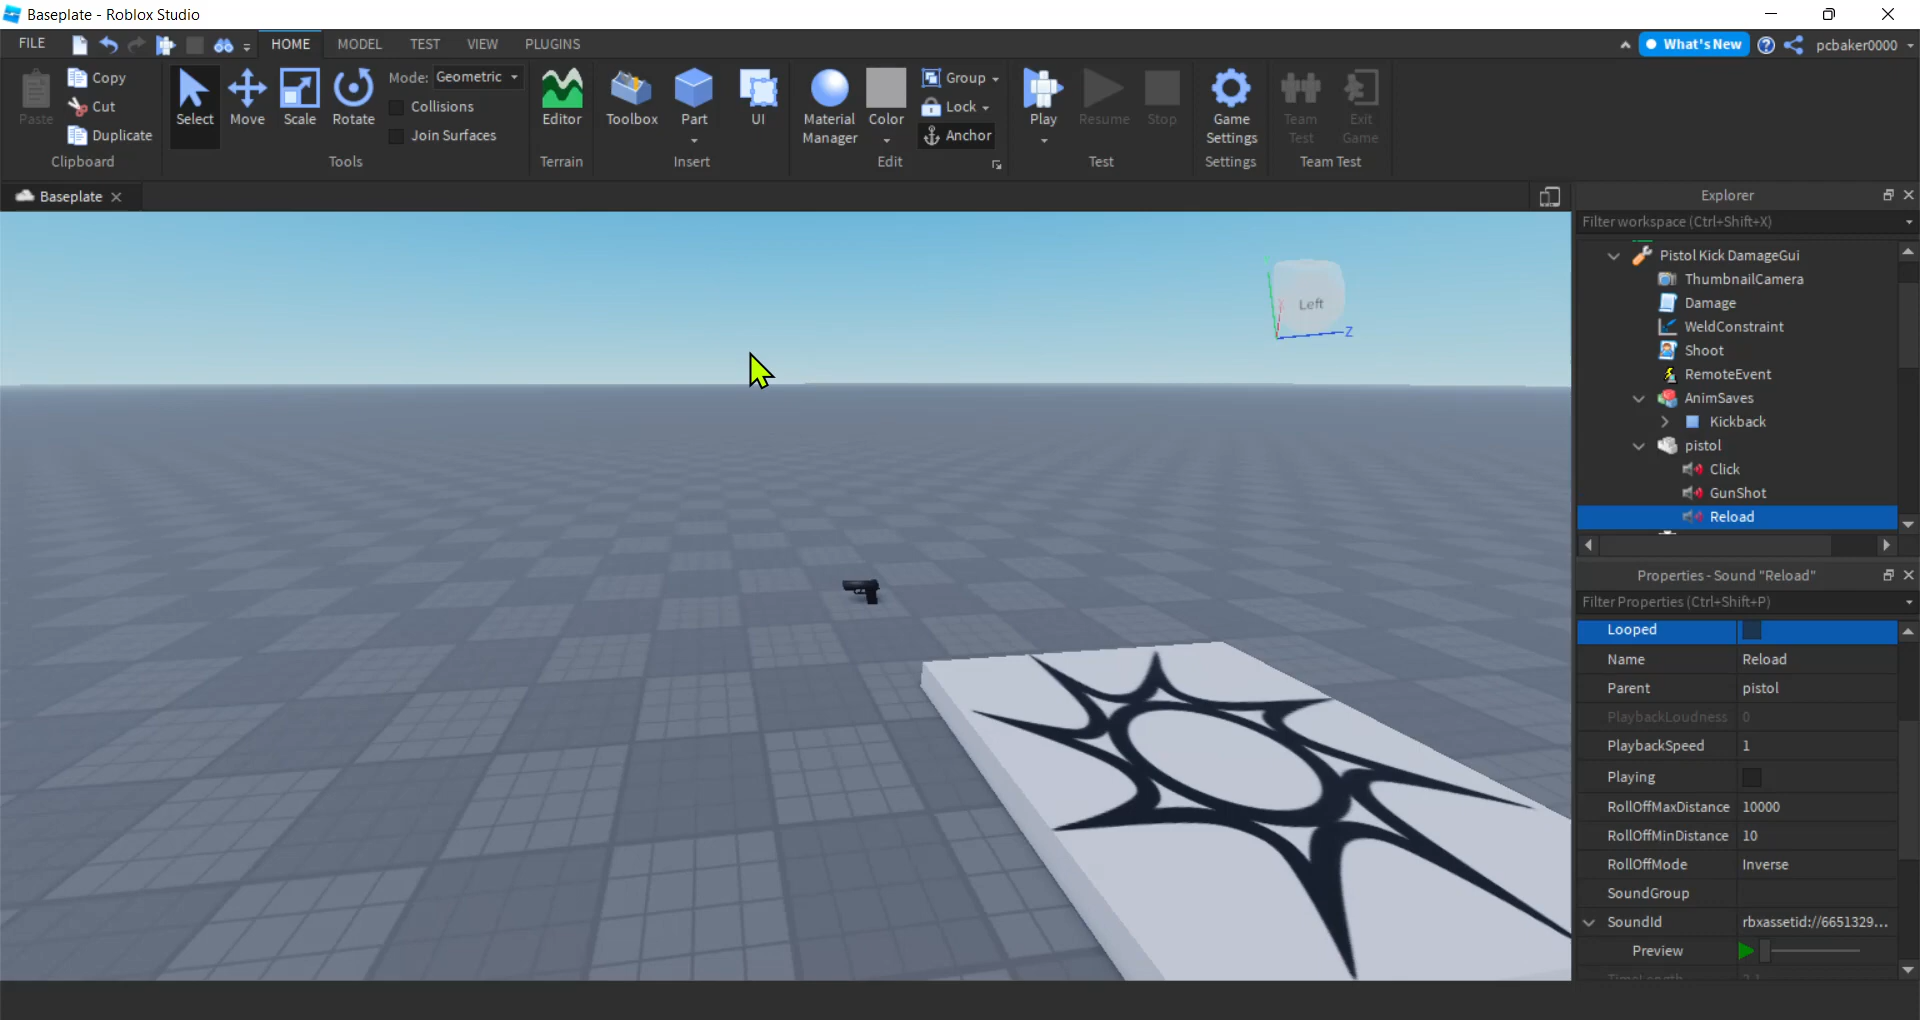 Baseplate - Roblox Studio
FILE
HOME
MODEL
TEST
VIEW
PLUGINS
What's New
pcbaker0000
Paste
Copy
Cut
Duplicate
Clipboard
Select
Move
Scale
Rotate
Mode: Geometric
Collisions
Join Surfaces
Tools
Editor
Terrain
Toolbox
Part
UI
Insert
Material
Manager
Color
Group
Lock
Anchor
Edit
Play
Resume
Stop
Test
Game
Settings
Settings
Team
Test
Exit
Game
Team Test
Baseplate
Left
Z
Explorer
Filter workspace (Ctrl+Shift+X)
Pistol Kick DamageGui
ThumbnailCamera
Damage
WeldConstraint
Shoot
RemoteEvent
AnimSaves
Kickback
pistol
Click
GunShot
Reload
Properties - Sound "Reload"
Filter Properties (Ctrl+Shift+P)
Looped
Name Reload
Parent pistol
PlaybackLoudness 0
PlaybackSpeed 1
Playing
RollOffMaxDistance 10000
RollOffMinDistance 10
RollOffMode Inverse
SoundGroup
SoundId rbxassetid://6651329...
Preview